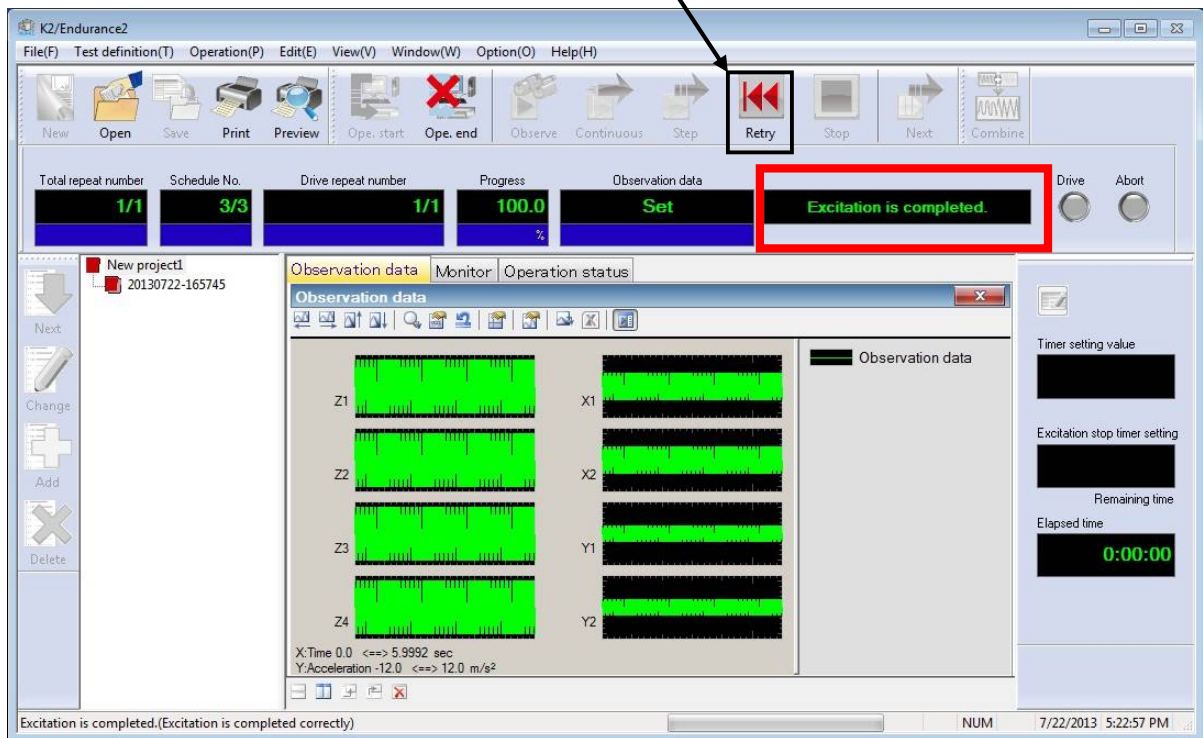 K2/Endurance2
File(F) Test definition(T) Operation(P) Edit(E) View(V) Window(W) Option(O) Help(H)
New Open Save Print Preview Ope. start Ope. end Observe Continuous Step Retry Stop Next Combine
Total repeat number Schedule No. Drive repeat number Progress Observation data Drive Abort
1/1 3/3 1/1 100.0 Set Excitation is completed.
%
New project1
20130722-165745
Observation data Monitor Operation status
Observation data
Next
Change
Add
Delete
Z1 X1
Z2 X2
Z3 Y1
Z4 Y2
Observation data
X:Time 0.0 <==> 5.9992 sec
Y:Acceleration -12.0 <==> 12.0 m/s²
Timer setting value
Excitation stop timer setting
Remaining time
Elapsed time
0:00:00
Excitation is completed.(Excitation is completed correctly) NUM 7/22/2013 5:22:57 PM